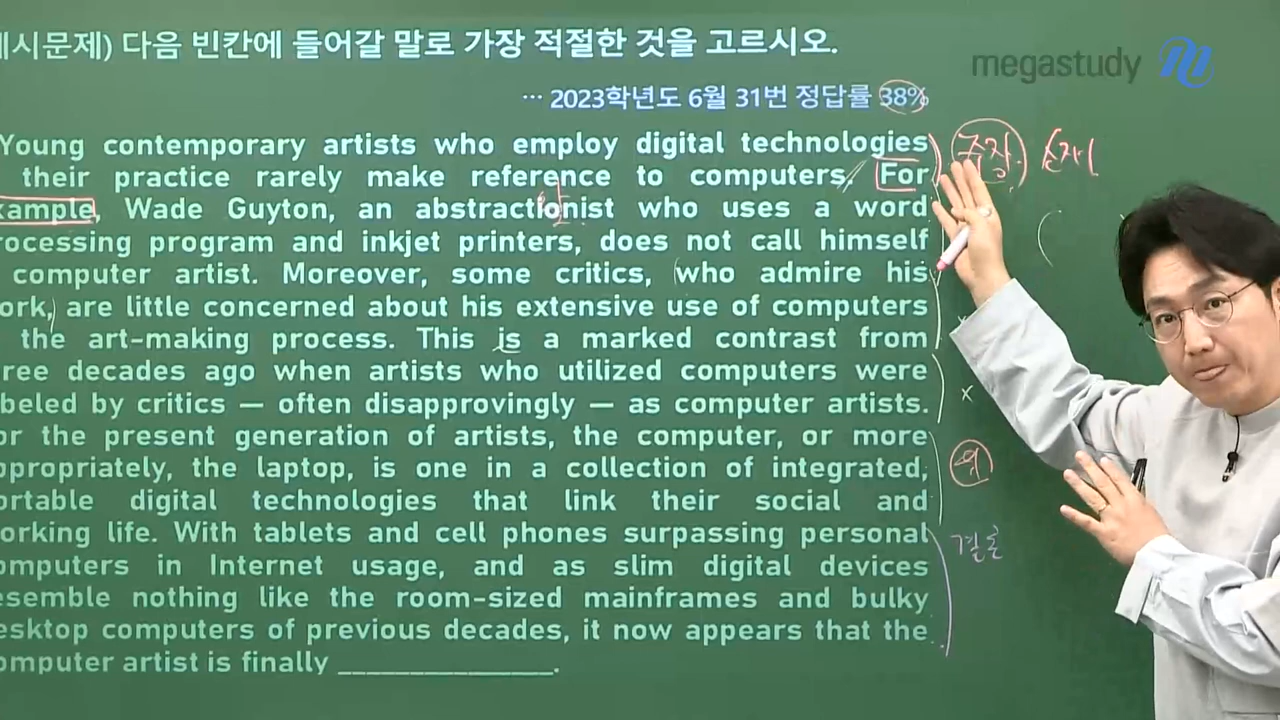 예시문제) 다음 빈칸에 들어갈 말로 가장 적절한 것을 고르시오.
megastudy
… 2023학년도 6월 31번 정답률 38%
Young contemporary artists who employ digital technologies
their practice rarely make reference to computers. For
xample, Wade Guyton, an abstractionist who uses a word
rocessing program and inkjet printers, does not call himself
computer artist. Moreover, some critics, who admire his
ork, are little concerned about his extensive use of computers
the art-making process. This is a marked contrast from
ree decades ago when artists who utilized computers were
beled by critics — often disapprovingly — as computer artists.
or the present generation of artists, the computer, or more
ppropriately, the laptop, is one in a collection of integrated,
ortable digital technologies that link their social and
orking life. With tablets and cell phones surpassing personal
omputers in Internet usage, and as slim digital devices
esemble nothing like the room-sized mainframes and bulky
esktop computers of previous decades, it now appears that the
omputer artist is finally ________________.
주장 소재
예
결론